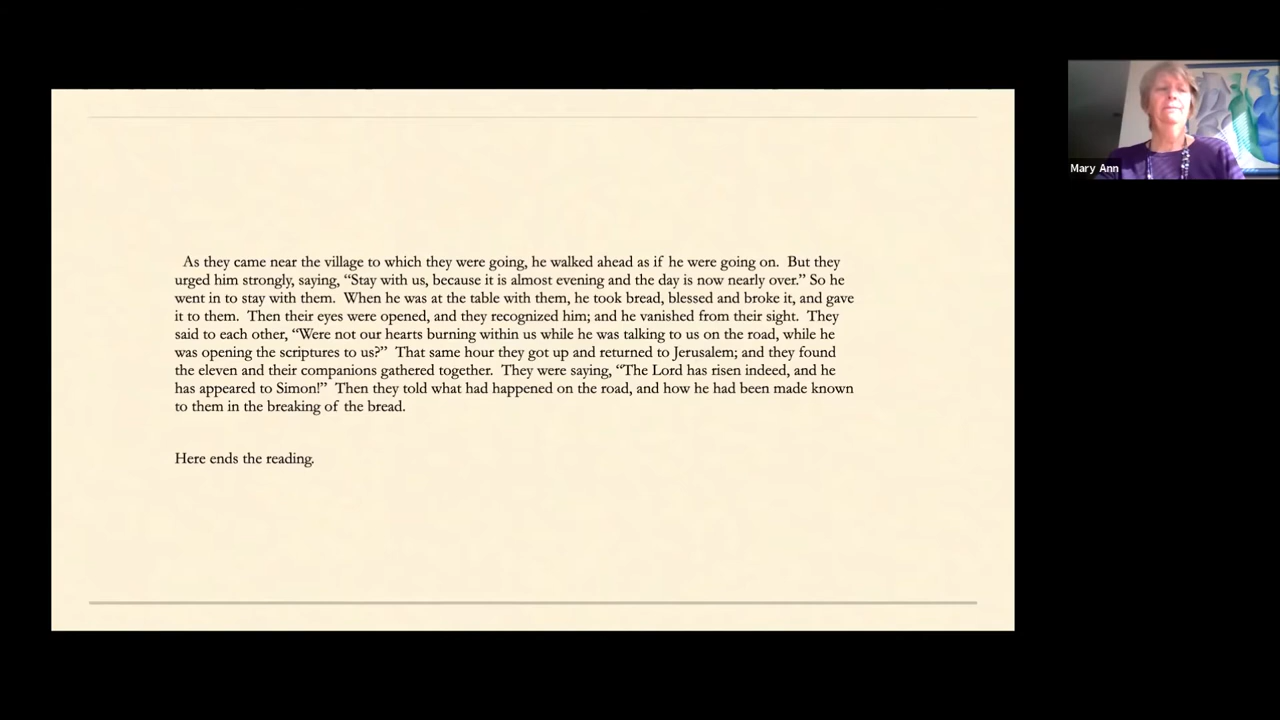 As they came near the village to which they were going, he walked ahead as if he were going on.  But they
urged him strongly, saying, “Stay with us, because it is almost evening and the day is now nearly over.” So he
went in to stay with them.  When he was at the table with them, he took bread, blessed and broke it, and gave
it to them.  Then their eyes were opened, and they recognized him; and he vanished from their sight.  They
said to each other, “Were not our hearts burning within us while he was talking to us on the road, while he
was opening the scriptures to us?”  That same hour they got up and returned to Jerusalem; and they found
the eleven and their companions gathered together.  They were saying, “The Lord has risen indeed, and he
has appeared to Simon!”  Then they told what had happened on the road, and how he had been made known
to them in the breaking of the bread.
Here ends the reading.
Mary Ann